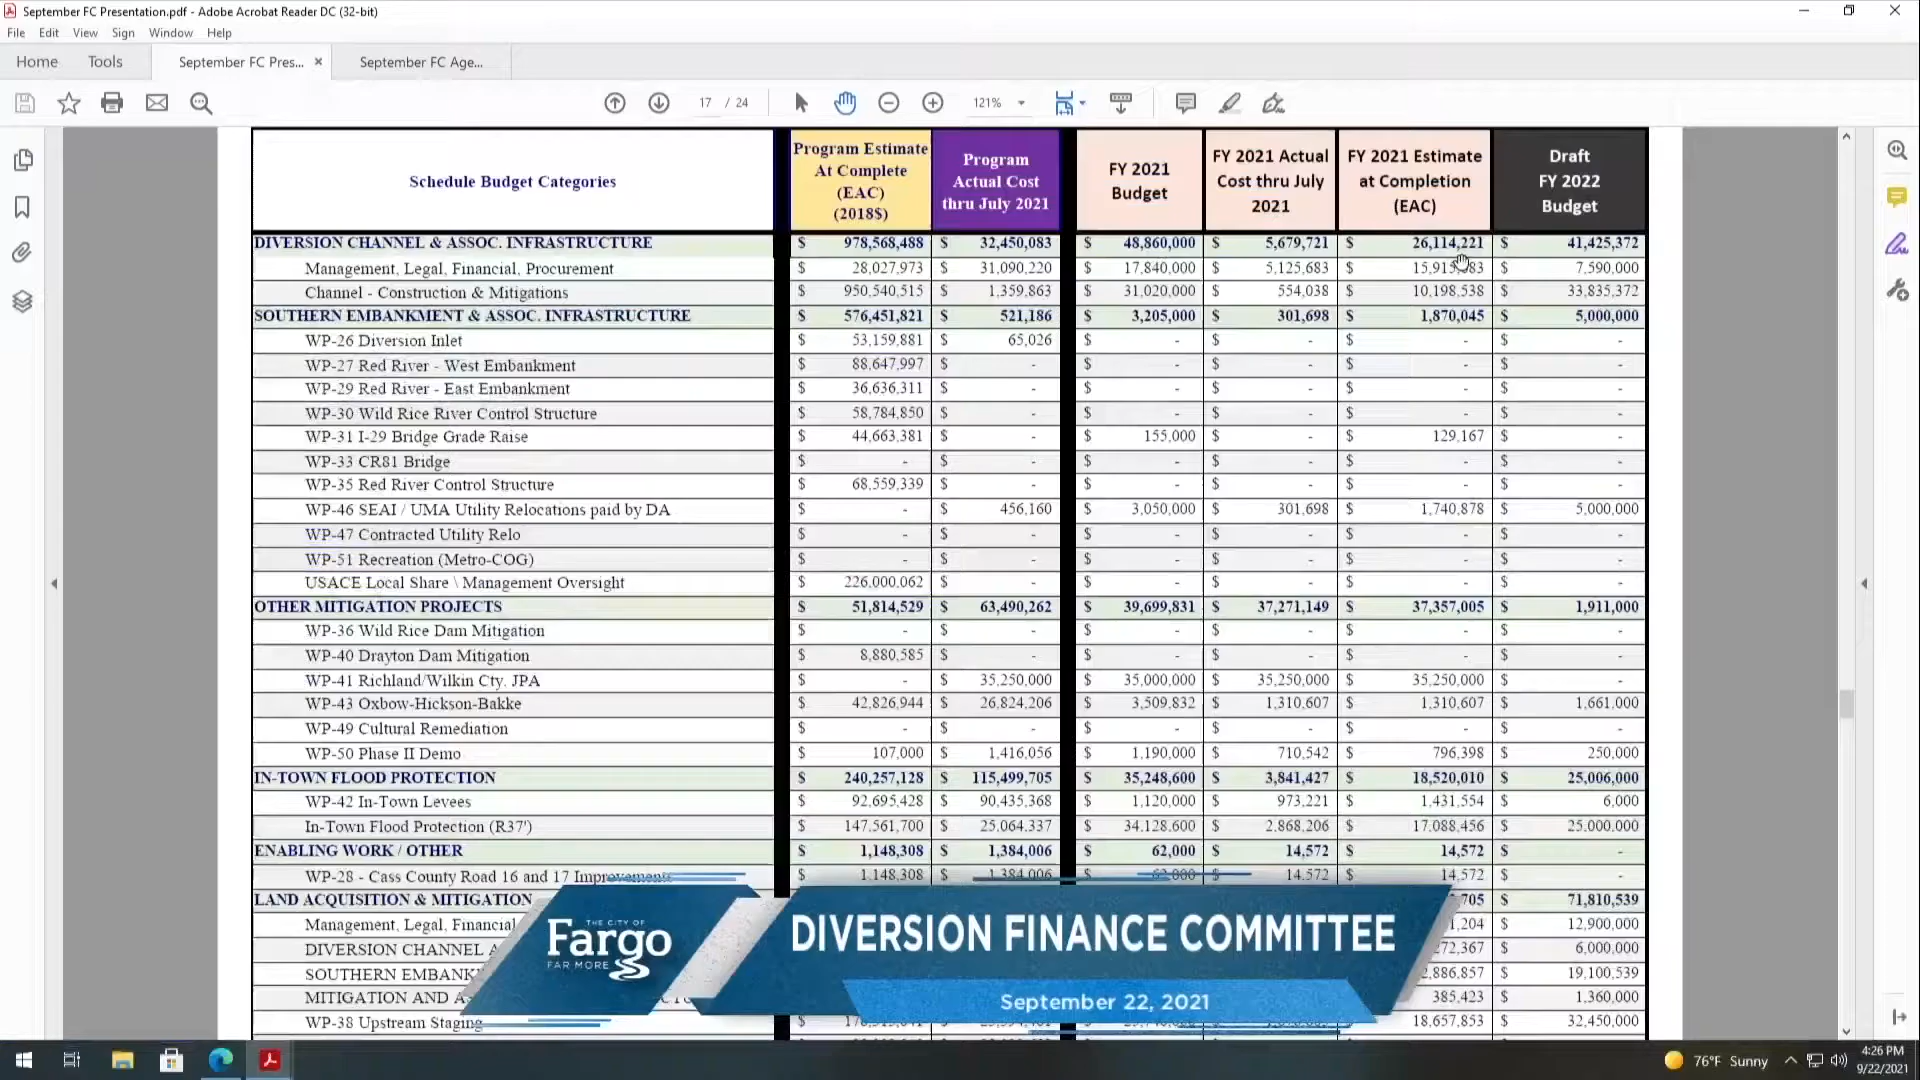 September FC Presentation.pdf - Adobe Acrobat Reader DC (32-bit)
File Edit View Sign Window Help
Home Tools September FC Pres... × September FC Age...
17 / 24 121%
Schedule Budget Categories
Program Estimate At Complete (EAC) (2018$)
Program Actual Cost thru July 2021
FY 2021 Budget
FY 2021 Actual Cost thru July 2021
FY 2021 Estimate at Completion (EAC)
Draft FY 2022 Budget
DIVERSION CHANNEL & ASSOC. INFRASTRUCTURE $ 978,568,488 $ 32,450,083 $ 48,860,000 $ 5,679,721 $ 26,114,221 $ 41,425,372
Management, Legal, Financial, Procurement $ 28,027,973 $ 31,090,220 $ 17,840,000 $ 5,125,683 $ $ 7,590,000
Channel - Construction & Mitigations $ 950,540,515 $ 1,359,863 $ 31,020,000 $ 554,038 $ 10,198,538 $ 33,835,372
SOUTHERN EMBANKMENT & ASSOC. INFRASTRUCTURE $ 576,451,821 $ 521,186 $ 3,205,000 $ 301,698 $ 1,870,045 $ 5,000,000
WP-26 Diversion Inlet $ 53,159,881 $ 65,026 $ - $ - $ - $ -
WP-27 Red River - West Embankment $ 88,647,997 $ - $ - $ - $ - $ -
WP-29 Red River - East Embankment $ 36,636,311 $ - $ - $ - $ - $ -
WP-30 Wild Rice River Control Structure $ 58,784,850 $ - $ - $ - $ - $ -
WP-31 I-29 Bridge Grade Raise $ 44,663,381 $ - $ 155,000 $ - $ 129,167 $ -
WP-33 CR81 Bridge $ - $ - $ - $ - $ - $ -
WP-35 Red River Control Structure $ 68,559,339 $ - $ - $ - $ - $ -
WP-46 SEAI / UMA Utility Relocations paid by DA $ - $ 456,160 $ 3,050,000 $ 301,698 $ 1,740,878 $ 5,000,000
WP-47 Contracted Utility Relo $ - $ - $ - $ - $ - $ -
WP-51 Recreation (Metro-COG) $ - $ - $ - $ - $ - $ -
USACE Local Share \ Management Oversight $ 226,000,062 $ - $ - $ - $ - $ -
OTHER MITIGATION PROJECTS $ 51,814,529 $ 63,490,262 $ 39,699,831 $ 37,271,149 $ 37,357,005 $ 1,911,000
WP-36 Wild Rice Dam Mitigation $ - $ - $ - $ - $ - $ -
WP-40 Drayton Dam Mitigation $ 8,880,585 $ - $ - $ - $ - $ -
WP-41 Richland/Wilkin Cty. JPA $ - $ 35,250,000 $ 35,000,000 $ 35,250,000 $ 35,250,000 $ -
WP-43 Oxbow-Hickson-Bakke $ 42,826,944 $ 26,824,206 $ 3,509,832 $ 1,310,607 $ 1,310,607 $ 1,661,000
WP-49 Cultural Remediation $ - $ - $ - $ - $ - $ -
WP-50 Phase II Demo $ 107,000 $ 1,416,056 $ 1,190,000 $ 710,542 $ 796,398 $ 250,000
IN-TOWN FLOOD PROTECTION $ 240,257,128 $ 115,499,705 $ 35,248,600 $ 3,841,427 $ 18,520,010 $ 25,006,000
WP-42 In-Town Levees $ 92,695,428 $ 90,435,368 $ 1,120,000 $ 973,221 $ 1,431,554 $ 6,000
In-Town Flood Protection (R37') $ 147,561,700 $ 25,064,337 $ 34,128,600 $ 2,868,206 $ 17,088,456 $ 25,000,000
ENABLING WORK / OTHER $ 1,148,308 $ 1,384,006 $ 62,000 $ 14,572 $ 14,572 $ -
WP-28 - Cass County Road 16 and 17 Improvements $ 1,148,308 $ 1,384,006 $ 62,000 $ 14,572 $ 14,572 $ -
LAND ACQUISITION & MITIGATION 705 $ 71,810,539
Management, Legal, Financial 1,204 $ 12,900,000
DIVERSION CHANNEL A 72,367 $ 6,000,000
SOUTHERN EMBANK 2,886,857 $ 19,100,539
MITIGATION AND A 385,423 $ 1,360,000
WP-38 Upstream Staging $ 18,657,853 $ 32,450,000
THE CITY OF
Fargo
FAR MORE
DIVERSION FINANCE COMMITTEE
September 22, 2021
76°F Sunny
4:26 PM
9/22/2021